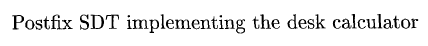 Postfix SDT implementing the desk calculator